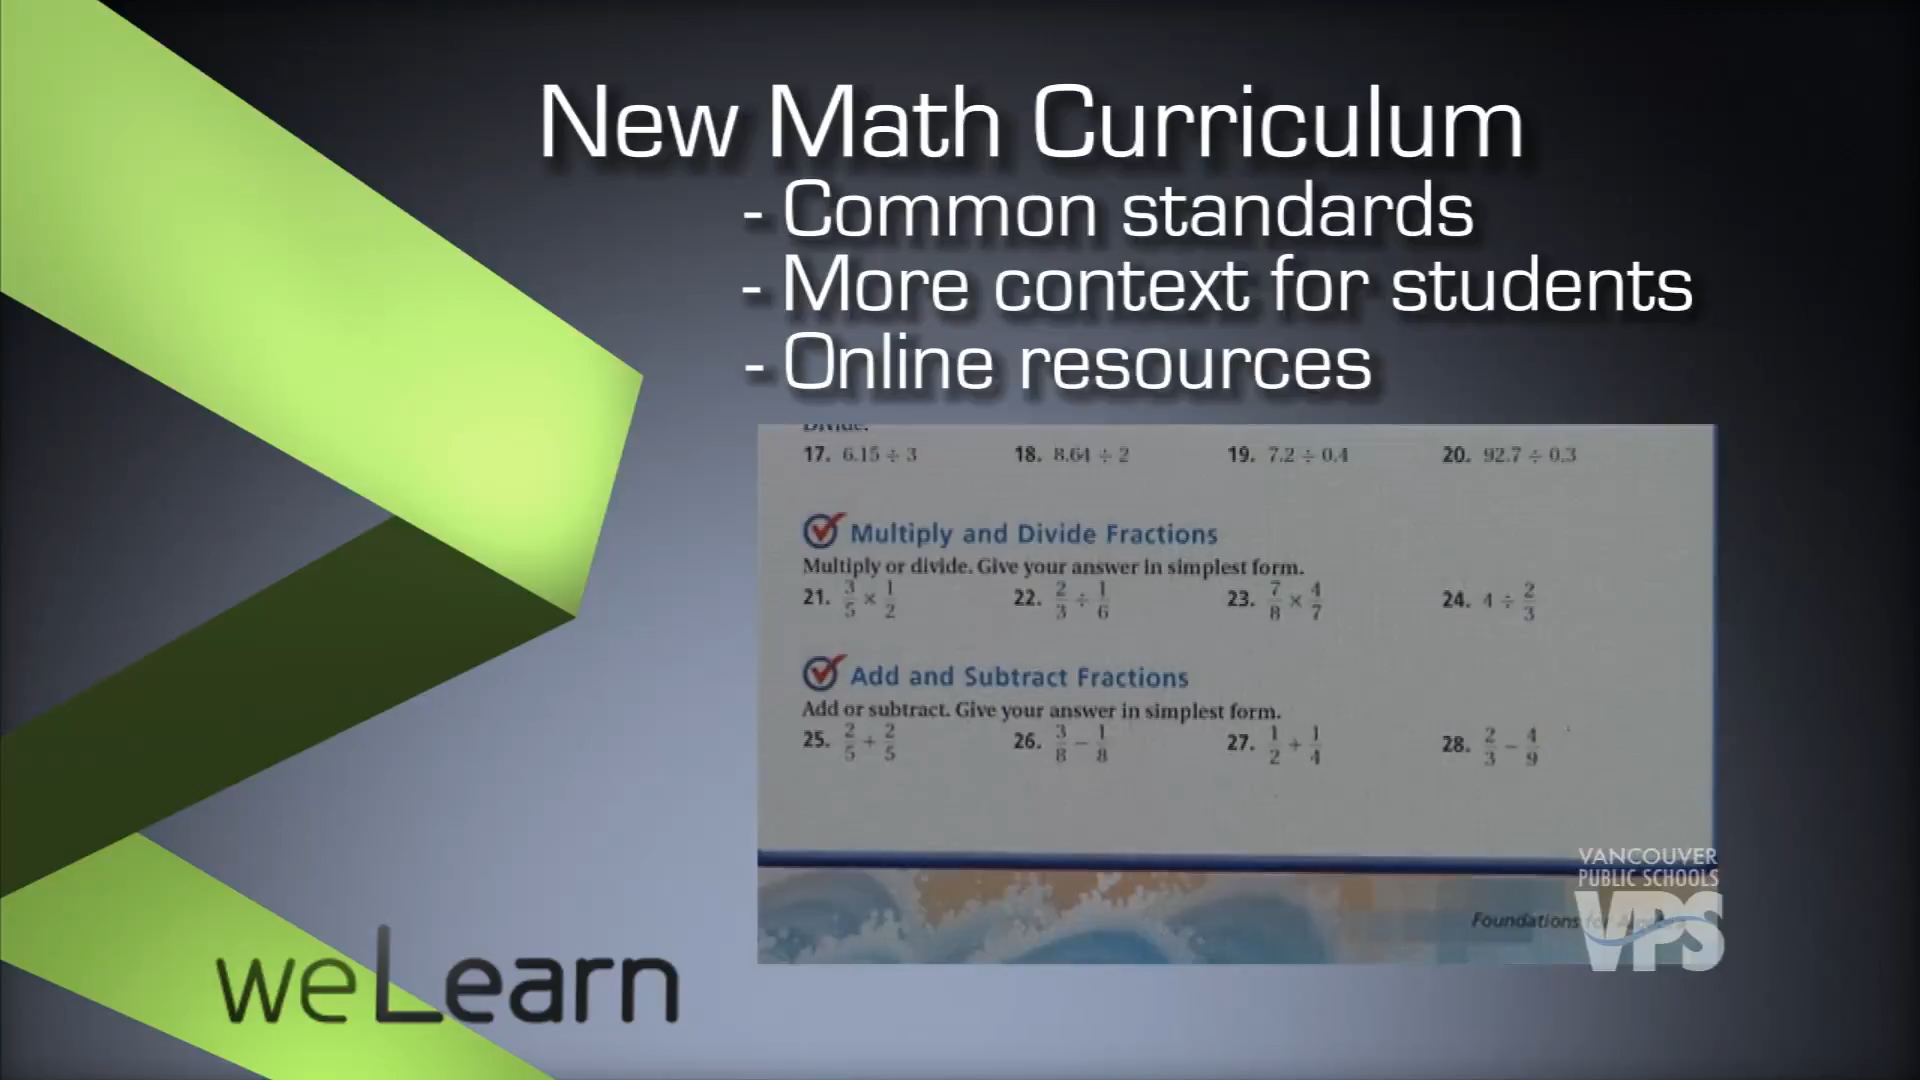 New Math Curriculum
- Common standards
- More context for students
- Online resources
Divide.
17. 6.15 ÷ 3 18. 8.64 ÷ 2 19. 7.2 ÷ 0.4 20. 92.7 ÷ 0.3
Multiply and Divide Fractions
Multiply or divide. Give your answer in simplest form.
21. 3/5 × 1/2 22. 2/3 ÷ 1/6 23. 7/8 × 4/7 24. 4 ÷ 2/3
Add and Subtract Fractions
Add or subtract. Give your answer in simplest form.
25. 2/5 + 2/5 26. 3/8 − 1/8 27. 1/2 + 1/4 28. 2/3 − 4/9
VANCOUVER
PUBLIC SCHOOLS
VPS
Foundations for
weLearn